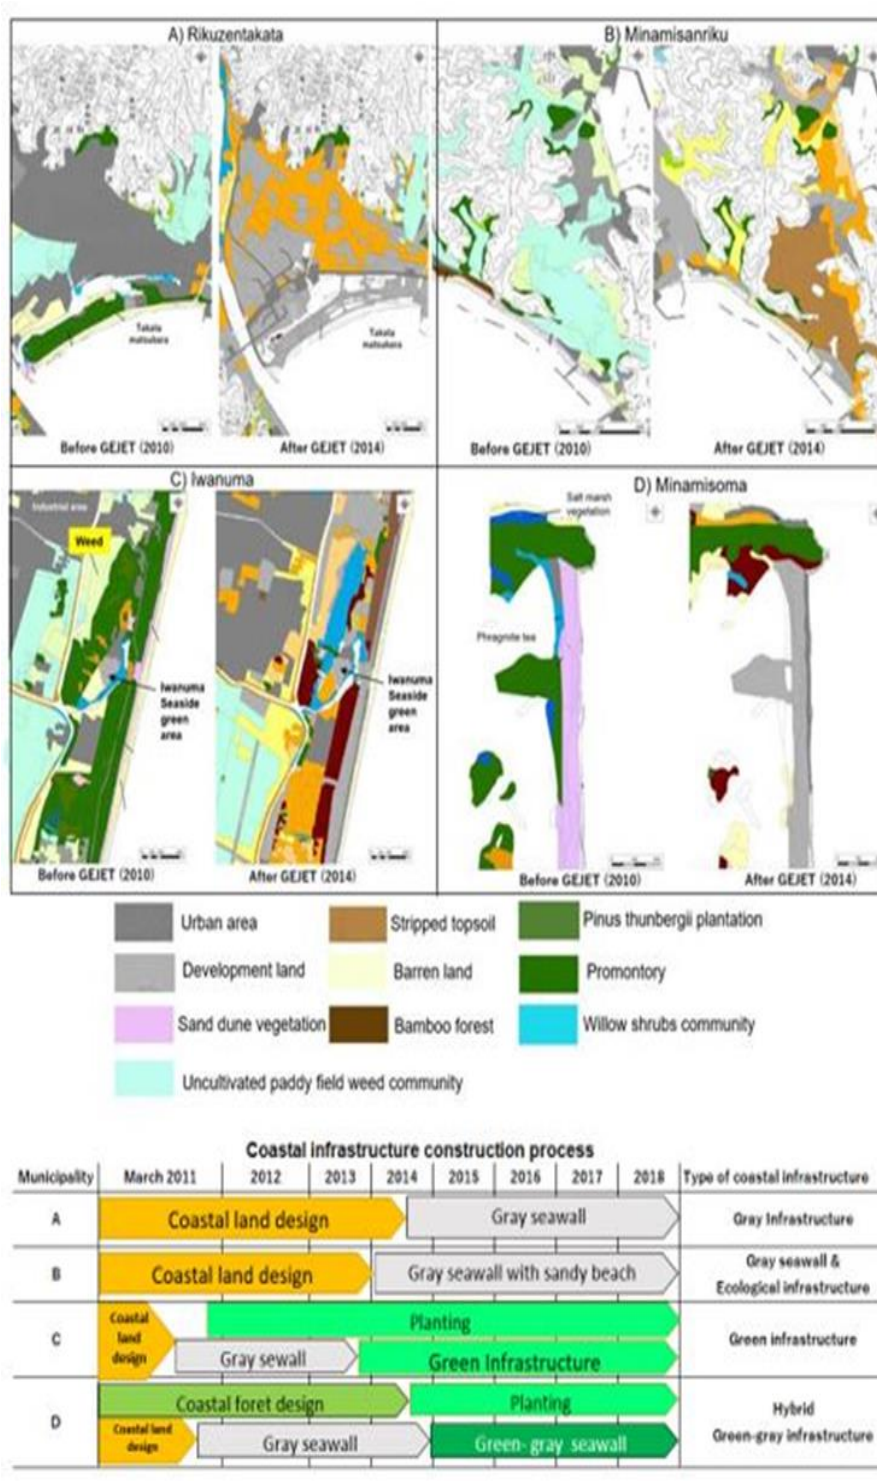 A) Rikuzentakata
B) Minamisanriku
Takata
matsubara
Takata
matsubara
Before GEJET (2010)
After GEJET (2014)
Before GEJET (2010)
After GEJET (2014)
C) Iwanuma
D) Minamisoma
Industrial area
Weed
Iwanuma
Seaside
green
area
Iwanuma
Seaside
green
area
Salt marsh
vegetation
Phragmite tea
Before GEJET (2010)
After GEJET (2014)
Before GEJET (2010)
After GEJET (2014)
Urban area
Stripped topsoil
Pinus thunbergii plantation
Development land
Barren land
Promontory
Sand dune vegetation
Bamboo forest
Willow shrubs community
Uncultivated paddy field weed community
Coastal infrastructure construction process
Municipality March 2011 2012 2013 2014 2015 2016 2017 2018 Type of coastal infrastructure
A Coastal land design Gray seawall Gray Infrastructure
B Coastal land design Gray seawall with sandy beach Gray seawall &
Ecological infrastructure
C Coastal
land
design
Planting
Gray sewall Green Infrastructure
Green infrastructure
D Coastal foret design Planting
Coastal land
design
Gray seawall Green- gray seawall
Hybrid
Green-gray infrastructure